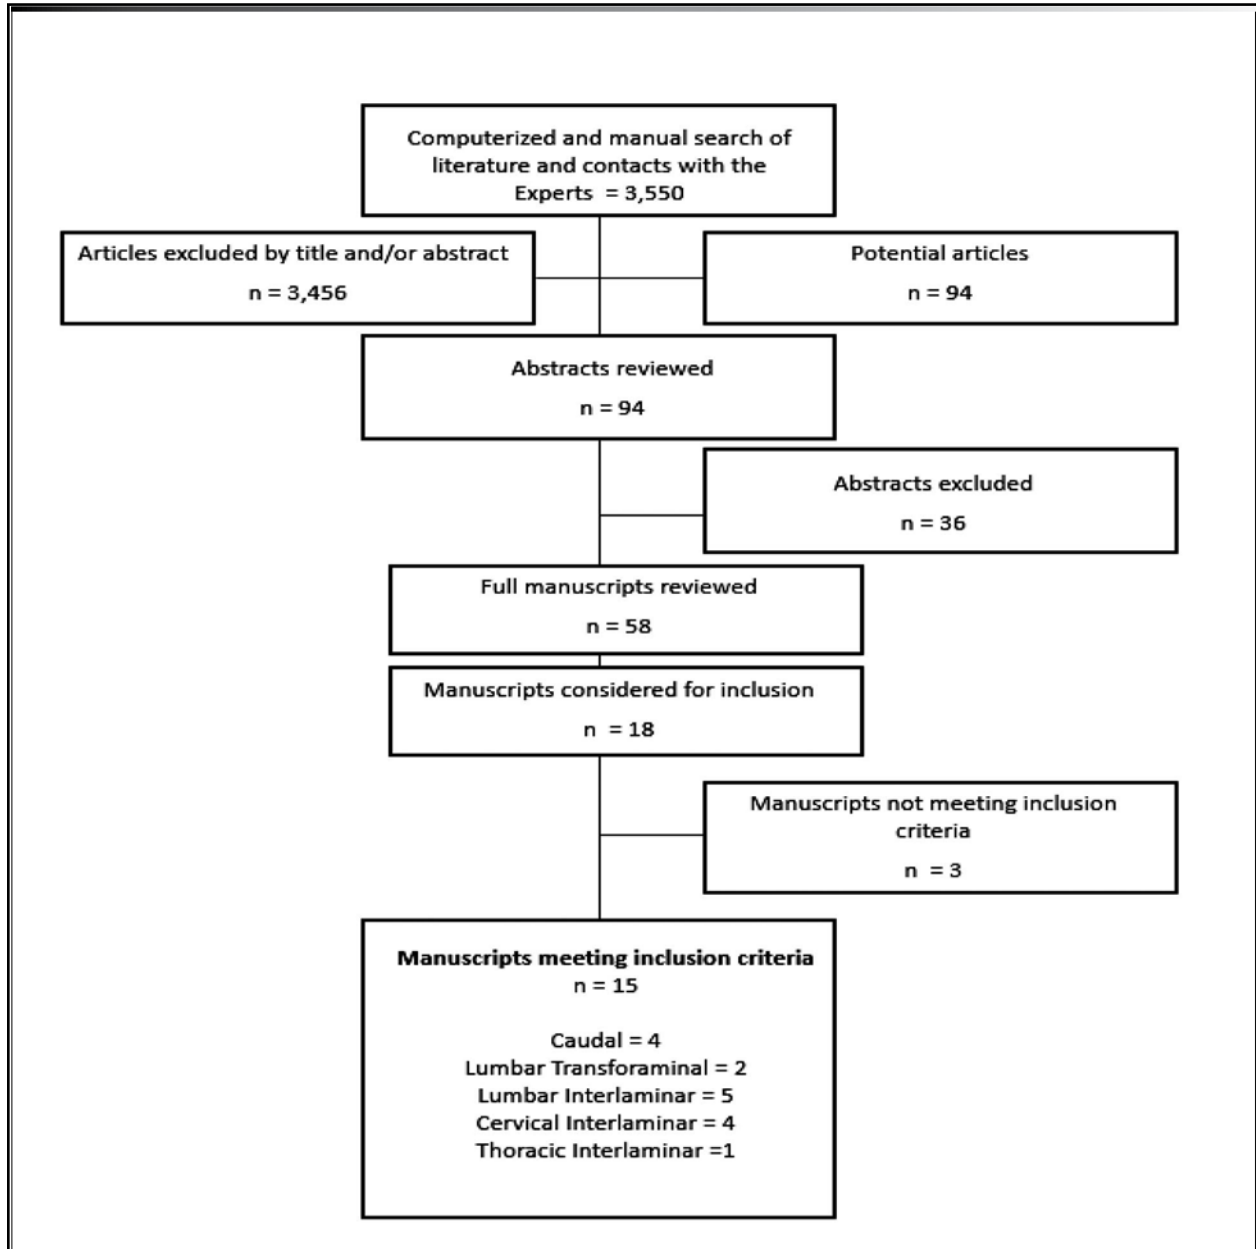 Computerized and manual search of
literature and contacts with the
Experts = 3,550
Articles excluded by title and/or abstract
n = 3,456
Potential articles
n = 94
Abstracts reviewed
n = 94
Abstracts excluded
n = 36
Full manuscripts reviewed
n = 58
Manuscripts considered for inclusion
n = 18
Manuscripts not meeting inclusion
criteria
n = 3
Manuscripts meeting inclusion criteria
n = 15
Caudal = 4
Lumbar Transforaminal = 2
Lumbar Interlaminar = 5
Cervical Interlaminar = 4
Thoracic Interlaminar =1